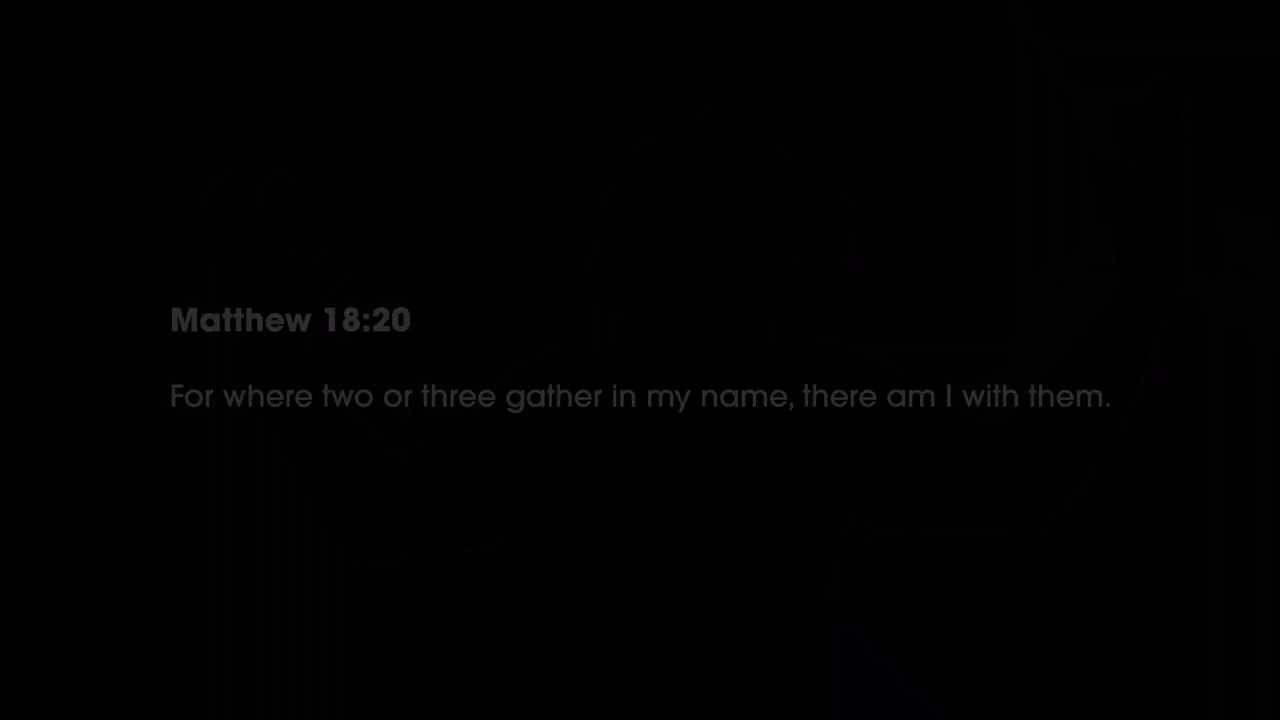 Matthew 18:20
For where two or three gather in my name, there am I with them.